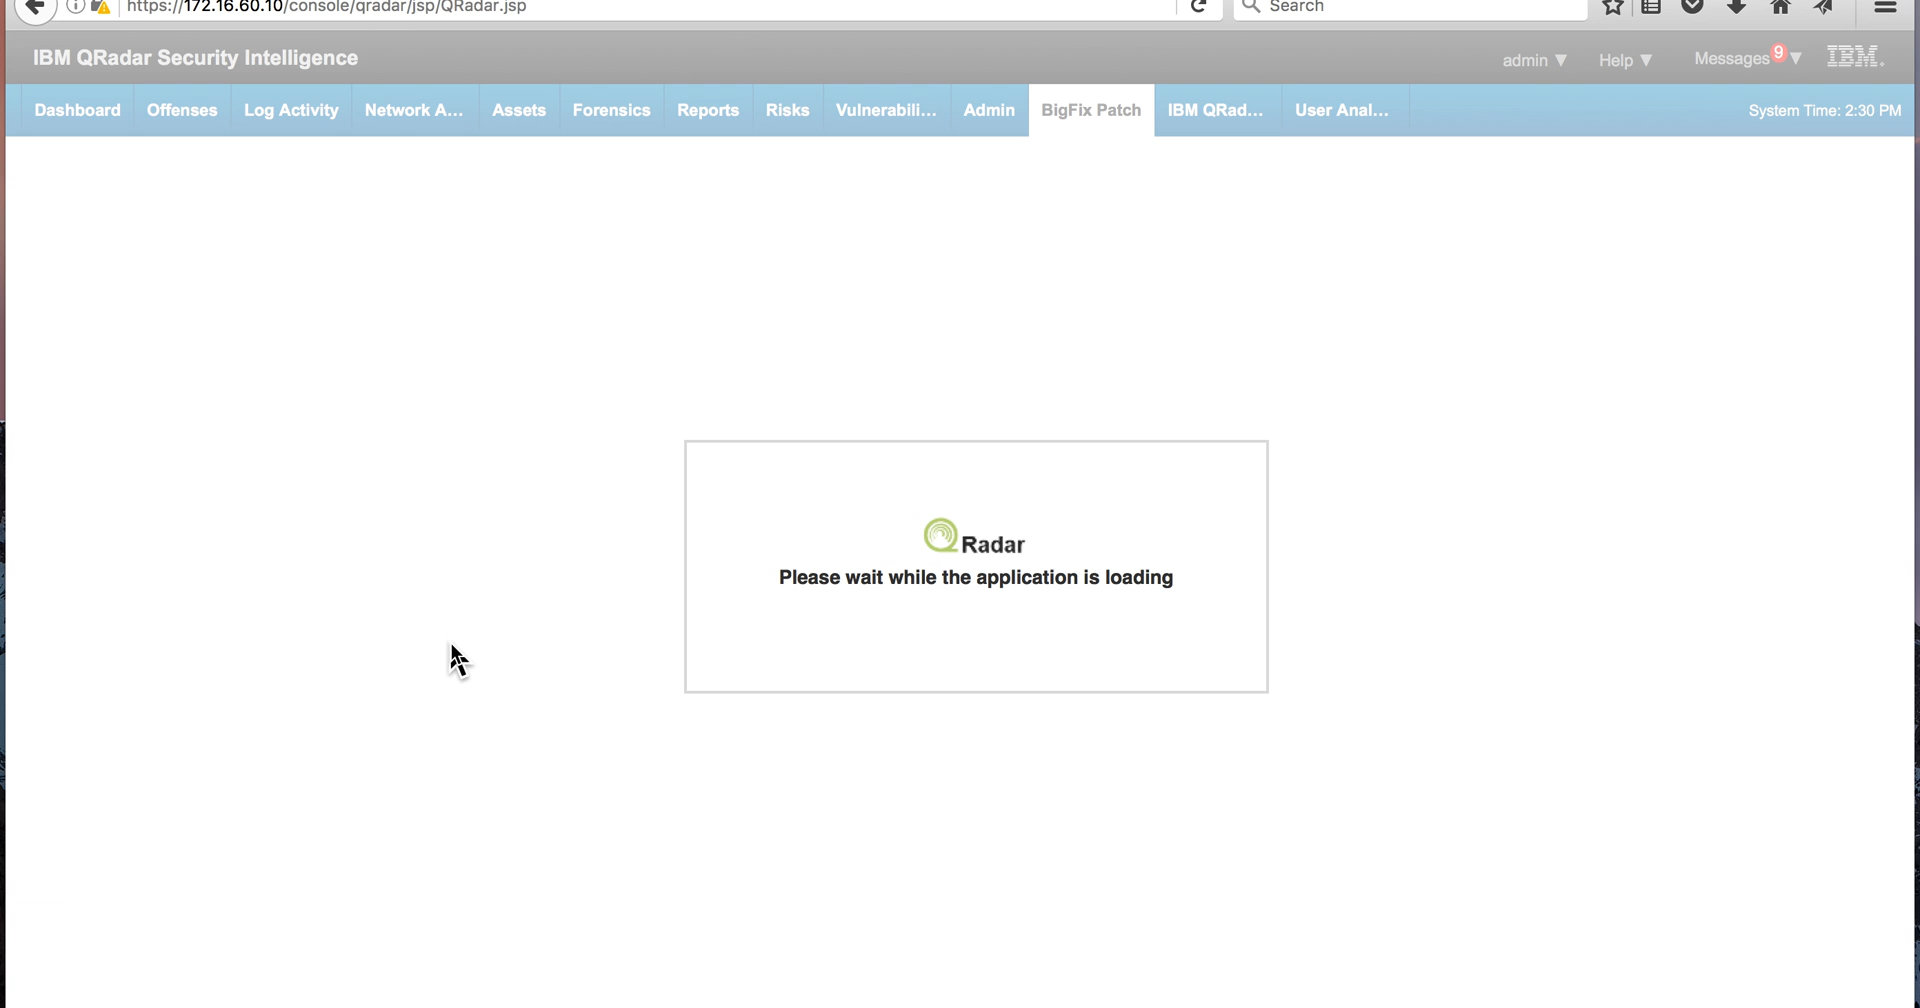 https://172.16.60.10/console/qradar/jsp/QRadar.jsp
Search
IBM QRadar Security Intelligence
admin ▼
Help ▼
Messages 9 ▼
IBM.
Dashboard
Offenses
Log Activity
Network A...
Assets
Forensics
Reports
Risks
Vulnerabili...
Admin
BigFix Patch
IBM QRad...
User Anal...
System Time: 2:30 PM
QRadar
Please wait while the application is loading